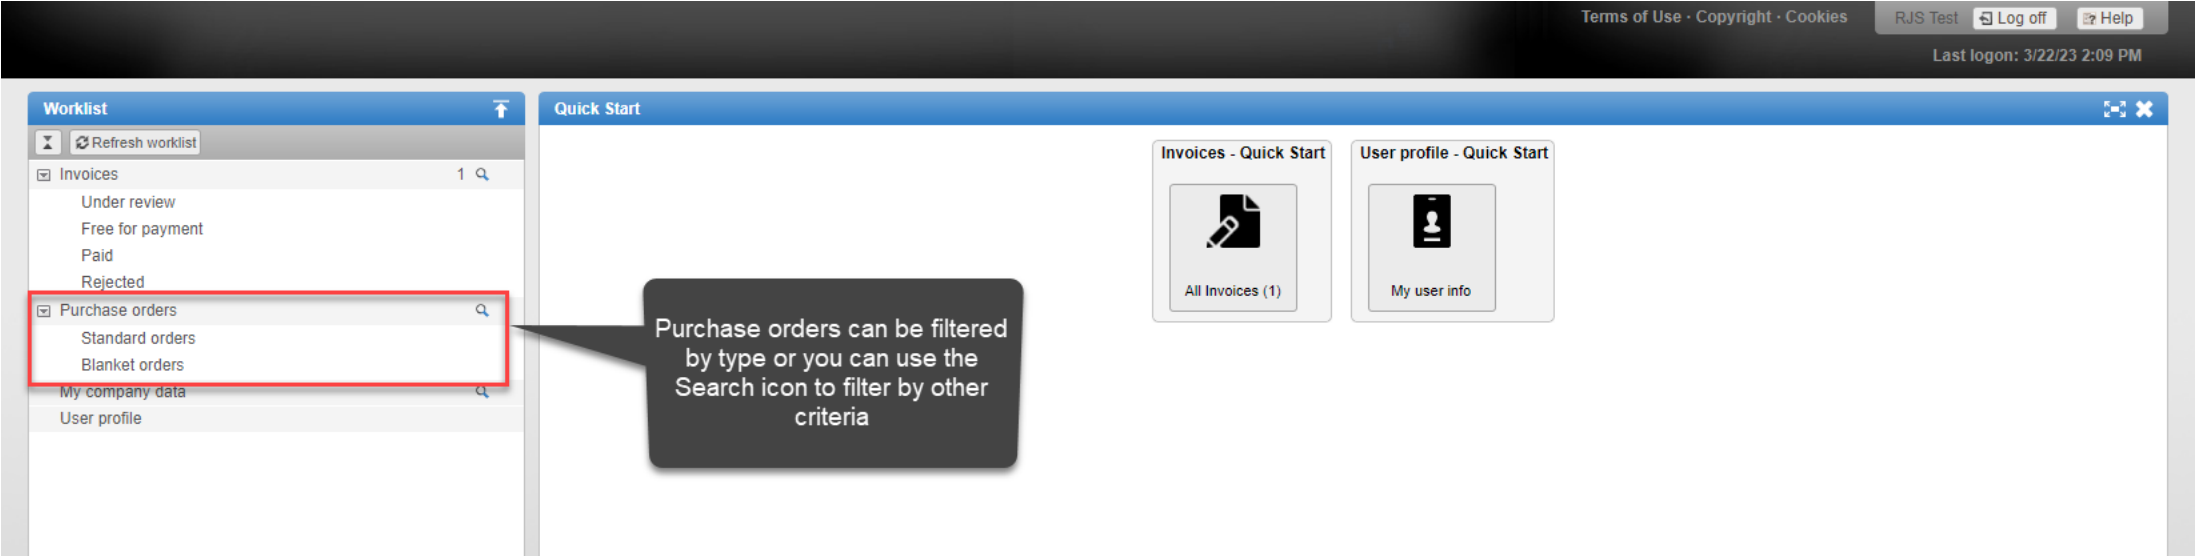 Terms of Use · Copyright · Cookies
RJS Test
Log off
Help
Last logon: 3/22/23 2:09 PM
Worklist
Refresh worklist
Invoices 1
Under review
Free for payment
Paid
Rejected
Purchase orders
Standard orders
Blanket orders
My company data
User profile
Quick Start
Invoices - Quick Start
All Invoices (1)
User profile - Quick Start
My user info
Purchase orders can be filtered
by type or you can use the
Search icon to filter by other
criteria